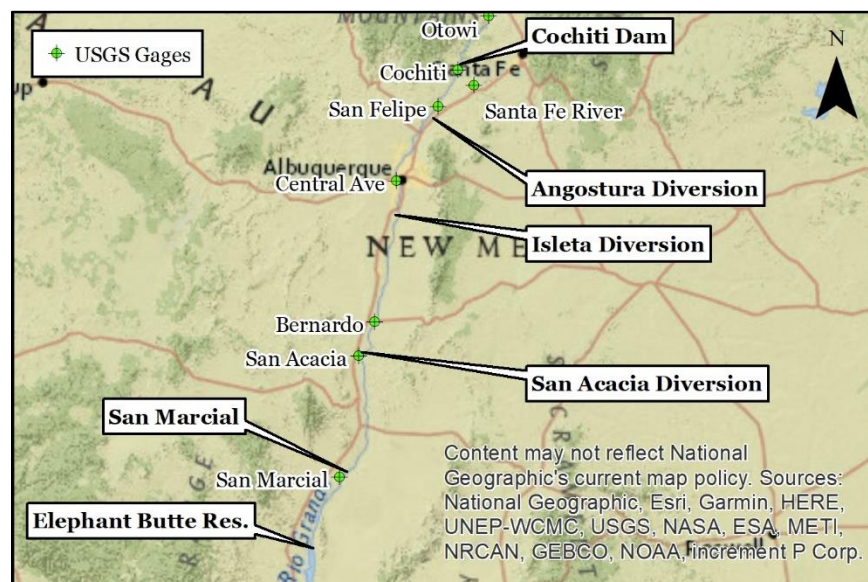 MOUNTAINS
Otowi
Cochiti Dam
N
USGS Gages
Cochiti
Santa Fe
up
A
U
San Felipe
Santa Fe River
Albuquerque
Central Ave
Angostura Diversion
NEW ME
Isleta Diversion
Bernardo
San Acacia
San Acacia Diversion
San Marcial
San Marcial
Elephant Butte Res.
Rio Grand
Content may not reflect National
Geographic's current map policy. Sources:
National Geographic, Esri, Garmin, HERE,
UNEP-WCMC, USGS, NASA, ESA, METI,
NRCAN, GEBCO, NOAA, increment P Corp.